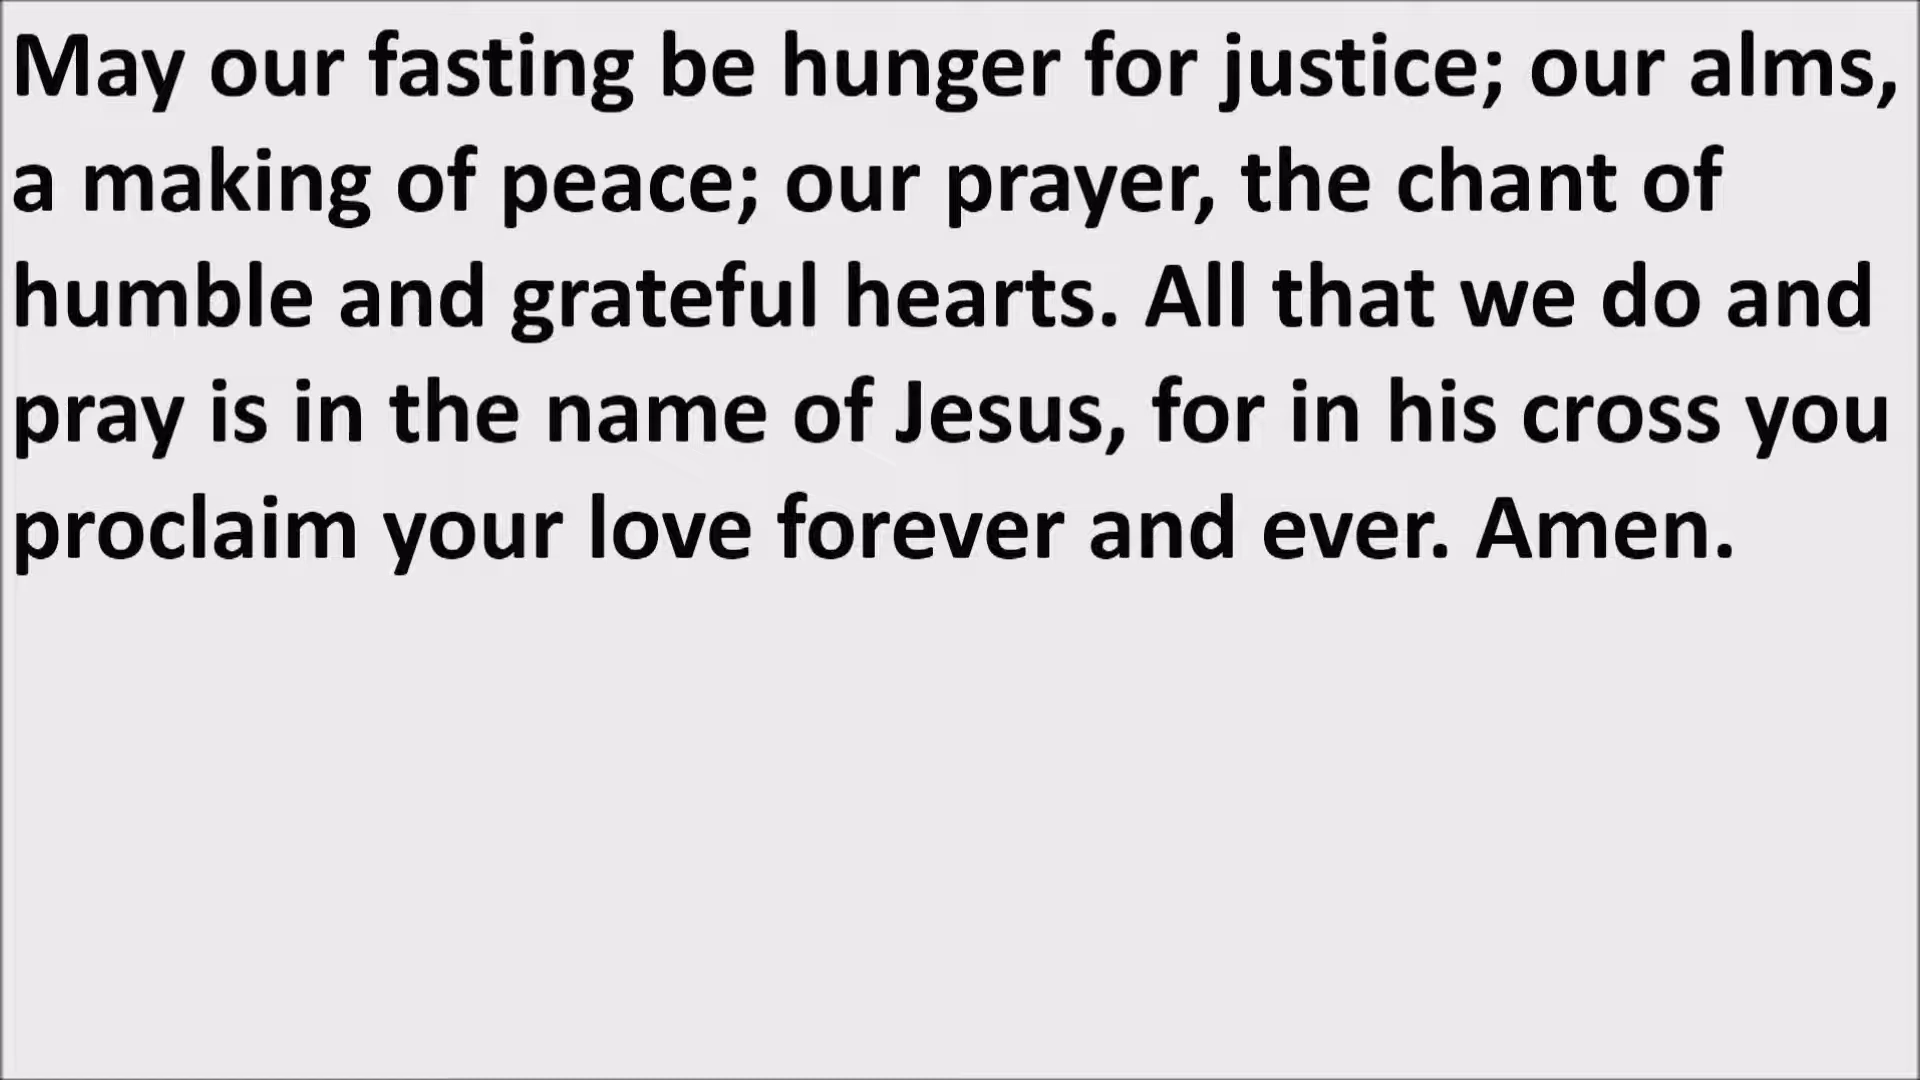 May our fasting be hunger for justice; our alms,
a making of peace; our prayer, the chant of
humble and grateful hearts. All that we do and
pray is in the name of Jesus, for in his cross you
proclaim your love forever and ever. Amen.